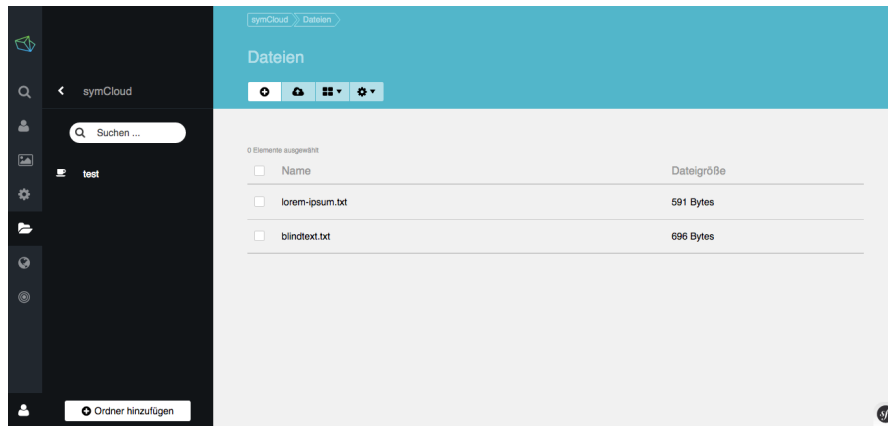 symCloud Dateien
Dateien
symCloud
Suchen ...
test
0 Elemente ausgewählt
Name Dateigröße
lorem-ipsum.txt 591 Bytes
blindtext.txt 696 Bytes
Ordner hinzufügen
sf